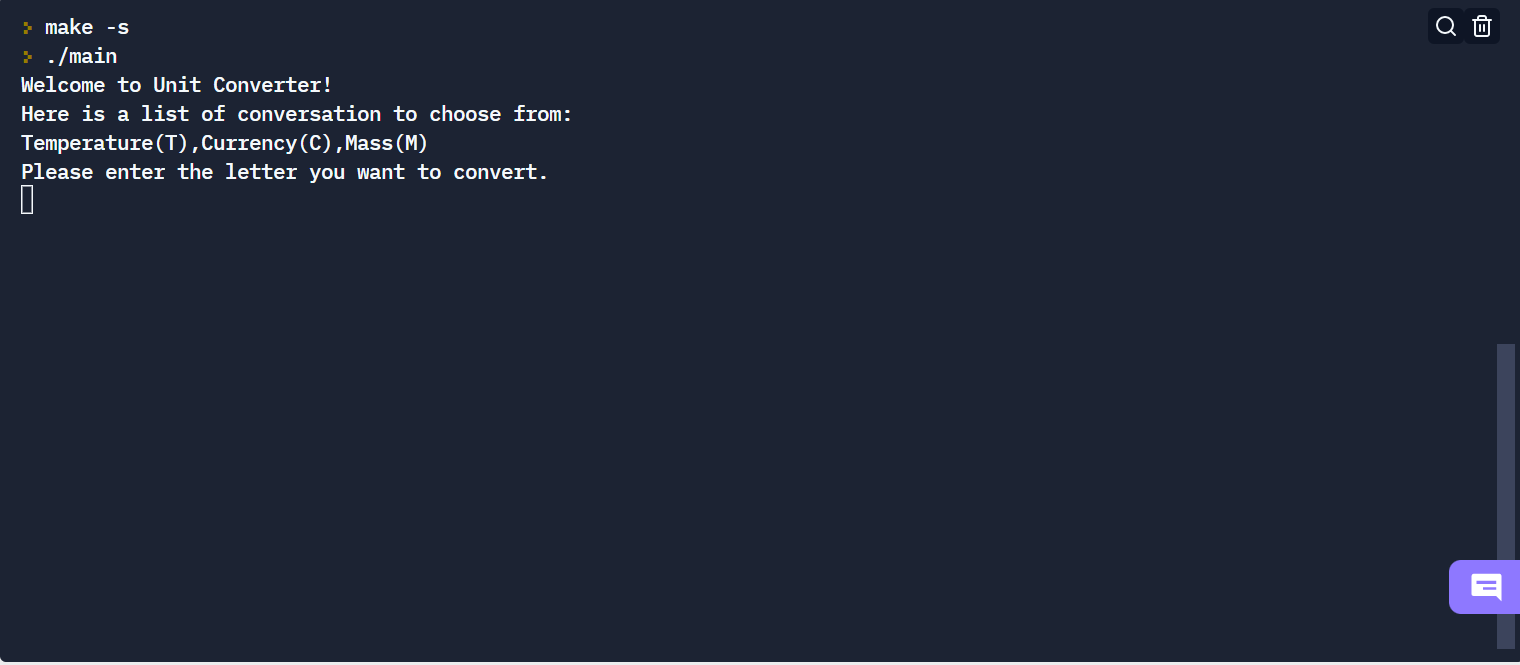 > make -s
> ./main
Welcome to Unit Converter!
Here is a list of conversation to choose from:
Temperature(T),Currency(C),Mass(M)
Please enter the letter you want to convert.